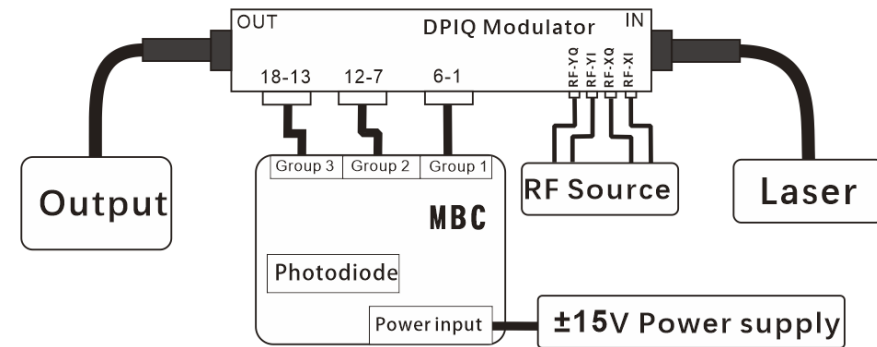 OUT
DPIQ Modulator
IN
18-13
12-7
6-1
RF-YQ
RF-YI
RF-XQ
RF-XI
Group 3
Group 2
Group 1
Output
MBC
RF Source
Laser
Photodiode
Power input
±15V Power supply